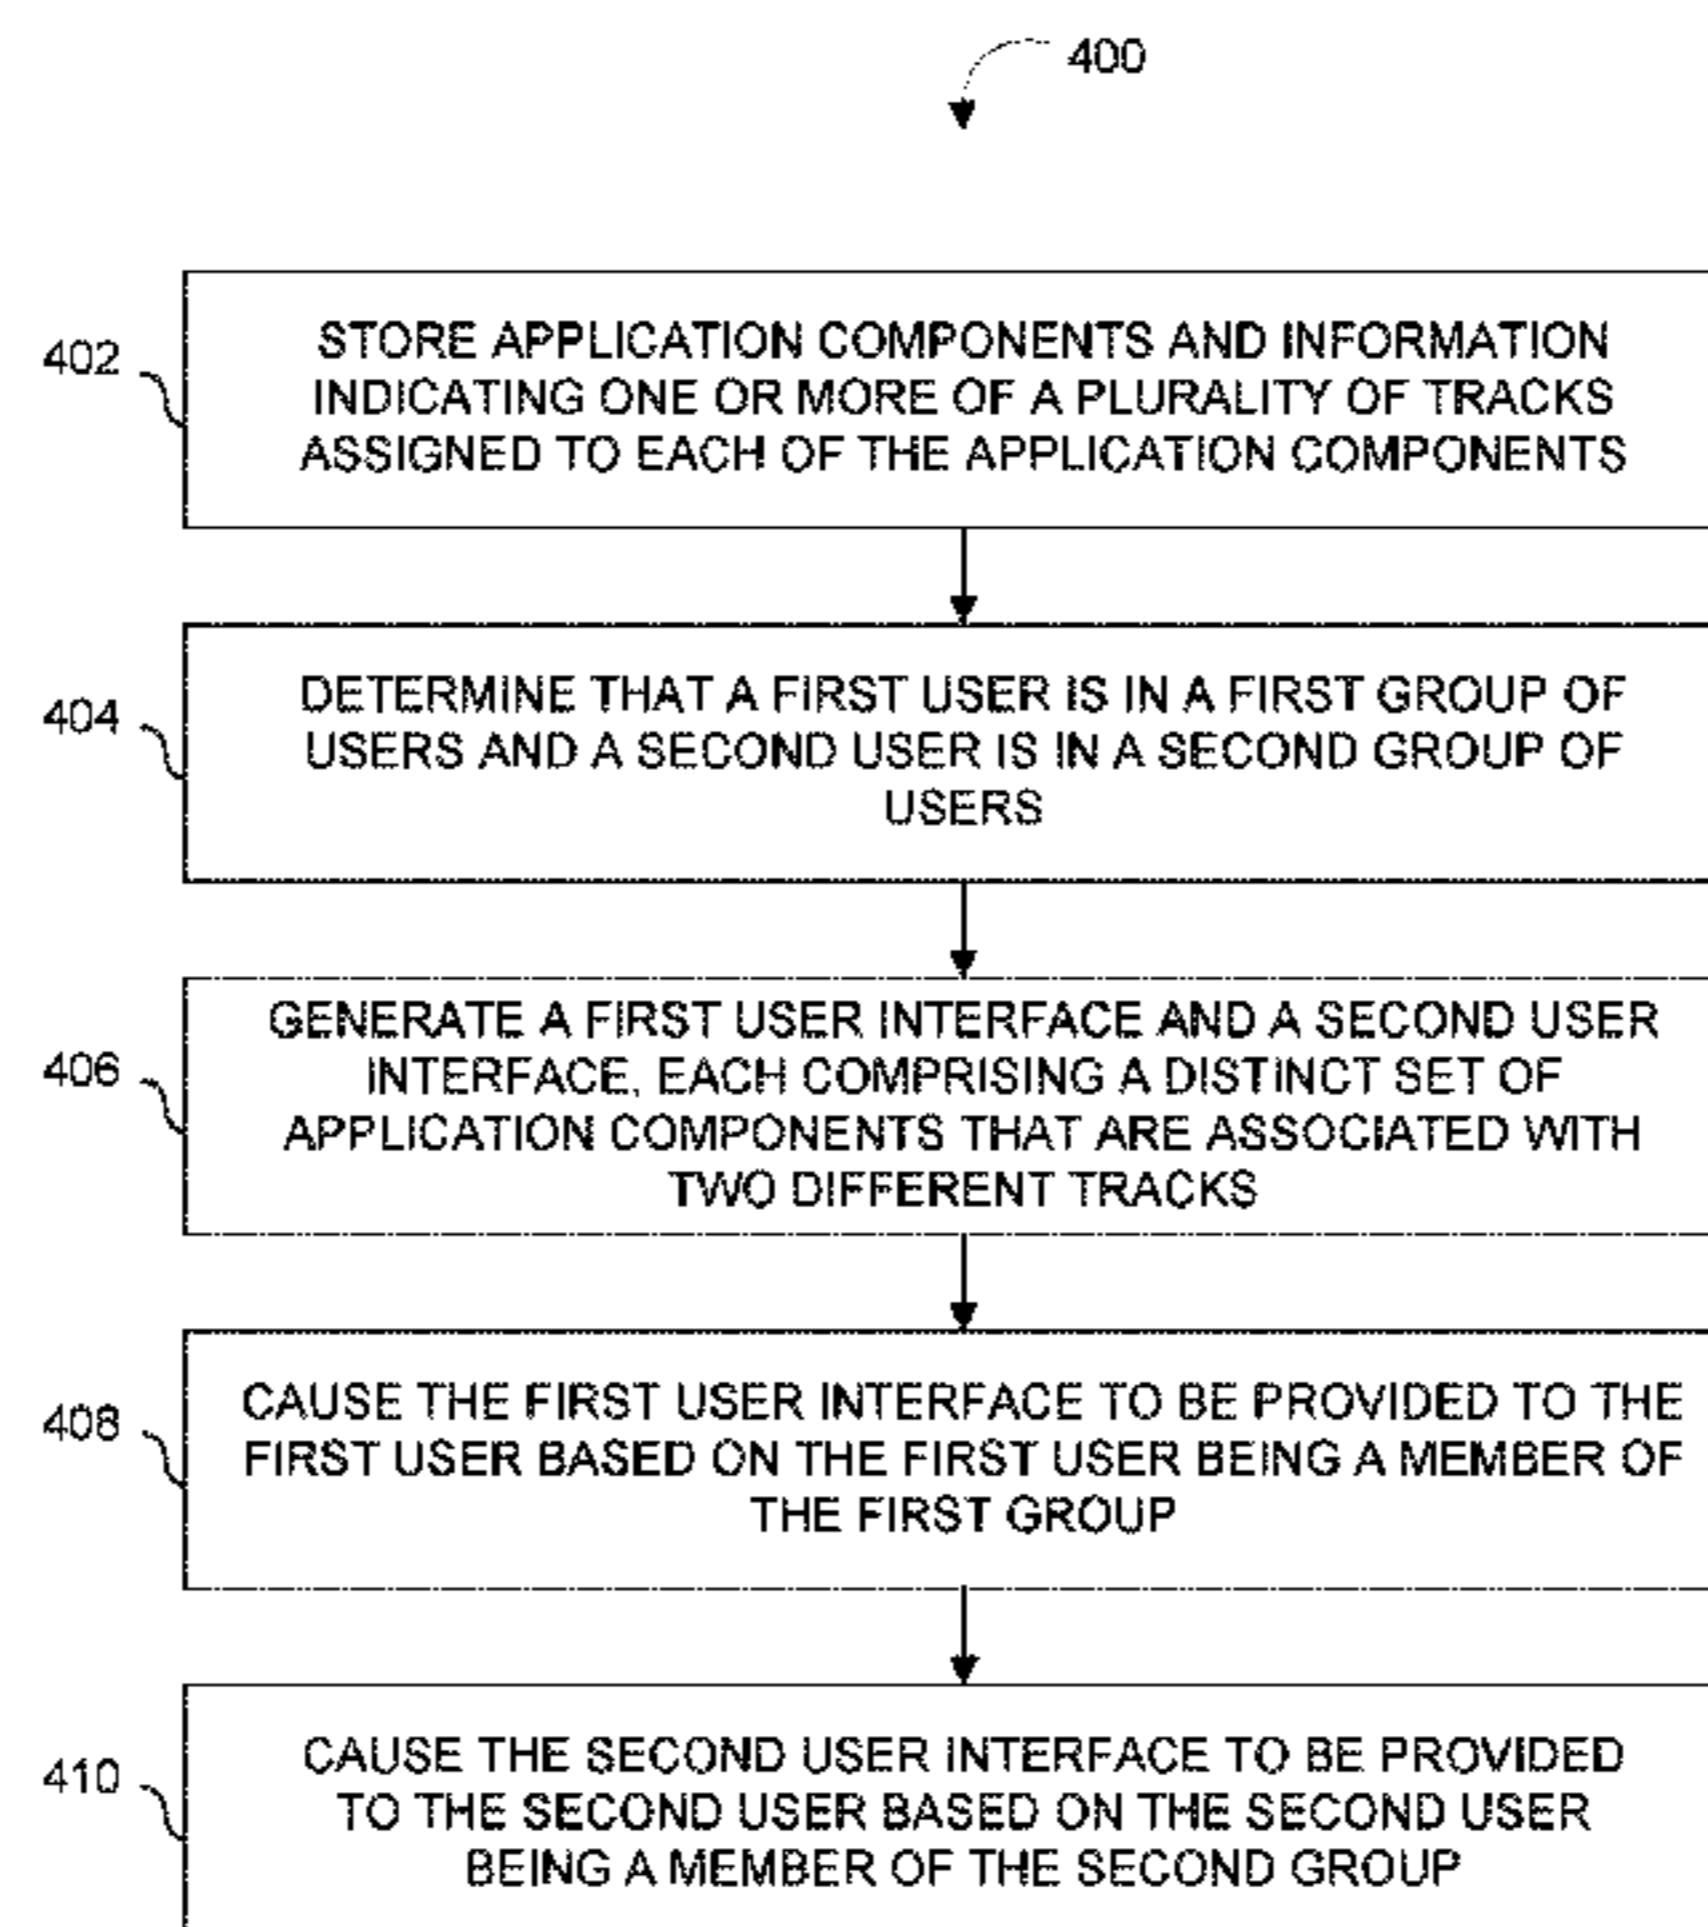 400
402
STORE APPLICATION COMPONENTS AND INFORMATION
INDICATING ONE OR MORE OF A PLURALITY OF TRACKS
ASSIGNED TO EACH OF THE APPLICATION COMPONENTS
404
DETERMINE THAT A FIRST USER IS IN A FIRST GROUP OF
USERS AND A SECOND USER IS IN A SECOND GROUP OF
USERS
406
GENERATE A FIRST USER INTERFACE AND A SECOND USER
INTERFACE, EACH COMPRISING A DISTINCT SET OF
APPLICATION COMPONENTS THAT ARE ASSOCIATED WITH
TWO DIFFERENT TRACKS
408
CAUSE THE FIRST USER INTERFACE TO BE PROVIDED TO THE
FIRST USER BASED ON THE FIRST USER BEING A MEMBER OF
THE FIRST GROUP
410
CAUSE THE SECOND USER INTERFACE TO BE PROVIDED
TO THE SECOND USER BASED ON THE SECOND USER
BEING A MEMBER OF THE SECOND GROUP